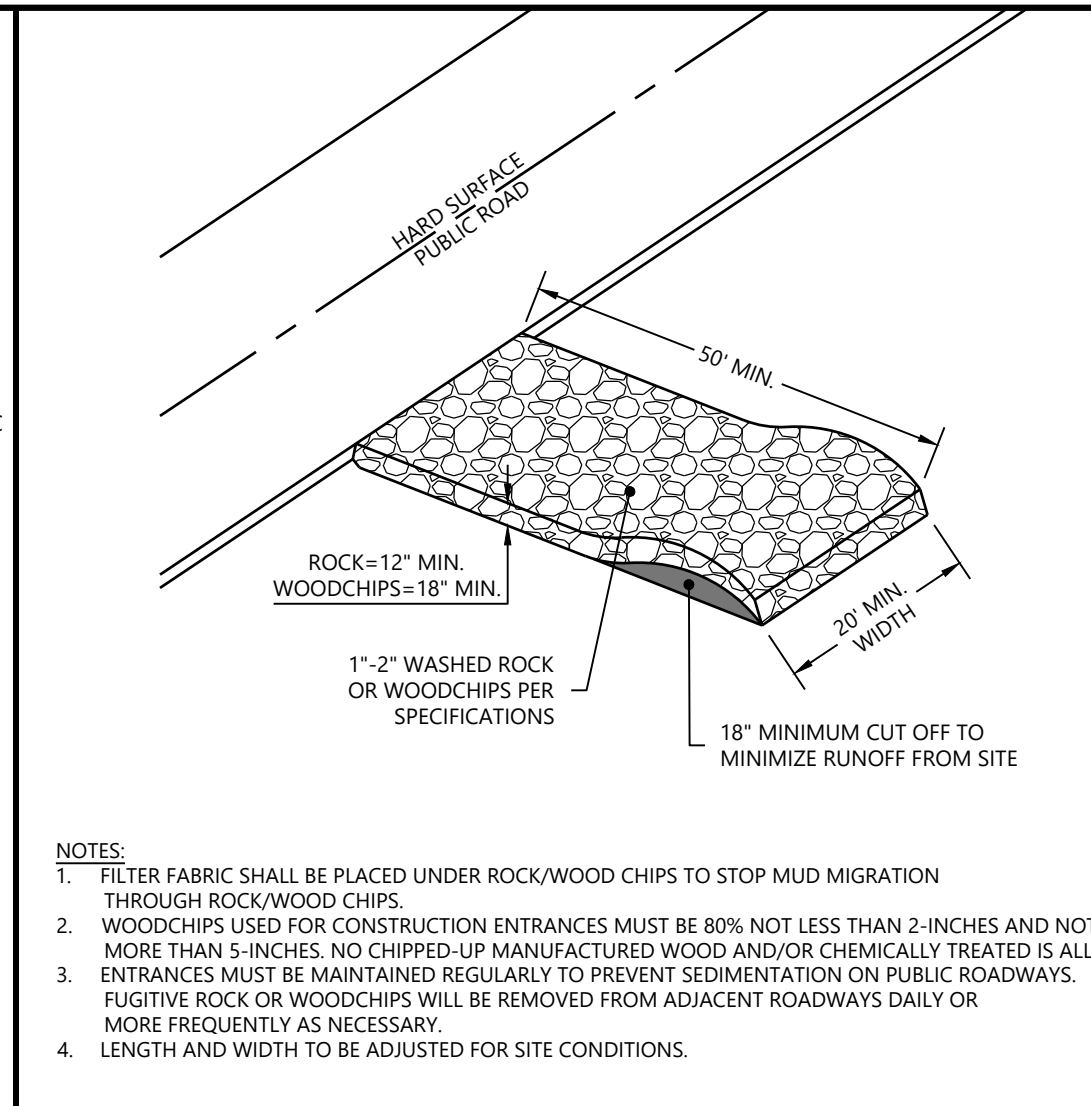 HARD SURFACE
PUBLIC ROAD
50' MIN.
ROCK=12" MIN.
WOODCHIPS=18" MIN.
20' MIN.
WIDTH
1"-2" WASHED ROCK
OR WOODCHIPS PER
SPECIFICATIONS
18" MINIMUM CUT OFF TO
MINIMIZE RUNOFF FROM SITE
NOTES:
1. FILTER FABRIC SHALL BE PLACED UNDER ROCK/WOOD CHIPS TO STOP MUD MIGRATION
THROUGH ROCK/WOOD CHIPS.
2. WOODCHIPS USED FOR CONSTRUCTION ENTRANCES MUST BE 80% NOT LESS THAN 2-INCHES AND NOT
MORE THAN 5-INCHES. NO CHIPPED-UP MANUFACTURED WOOD AND/OR CHEMICALLY TREATED IS ALL
3. ENTRANCES MUST BE MAINTAINED REGULARLY TO PREVENT SEDIMENTATION ON PUBLIC ROADWAYS.
FUGITIVE ROCK OR WOODCHIPS WILL BE REMOVED FROM ADJACENT ROADWAYS DAILY OR
MORE FREQUENTLY AS NECESSARY.
4. LENGTH AND WIDTH TO BE ADJUSTED FOR SITE CONDITIONS.